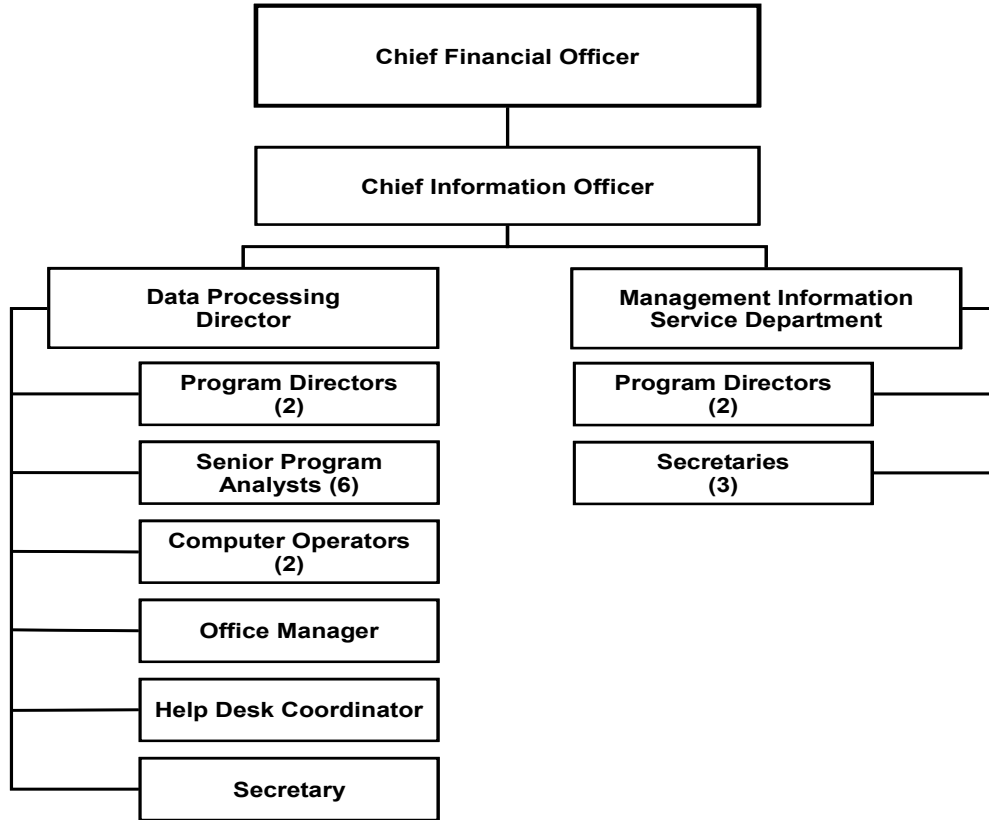 Chief Financial Officer
Chief Information Officer
Data Processing
Director
Management Information
Service Department
Program Directors
(2)
Program Directors
(2)
Senior Program
Analysts (6)
Secretaries
(3)
Computer Operators
(2)
Office Manager
Help Desk Coordinator
Secretary